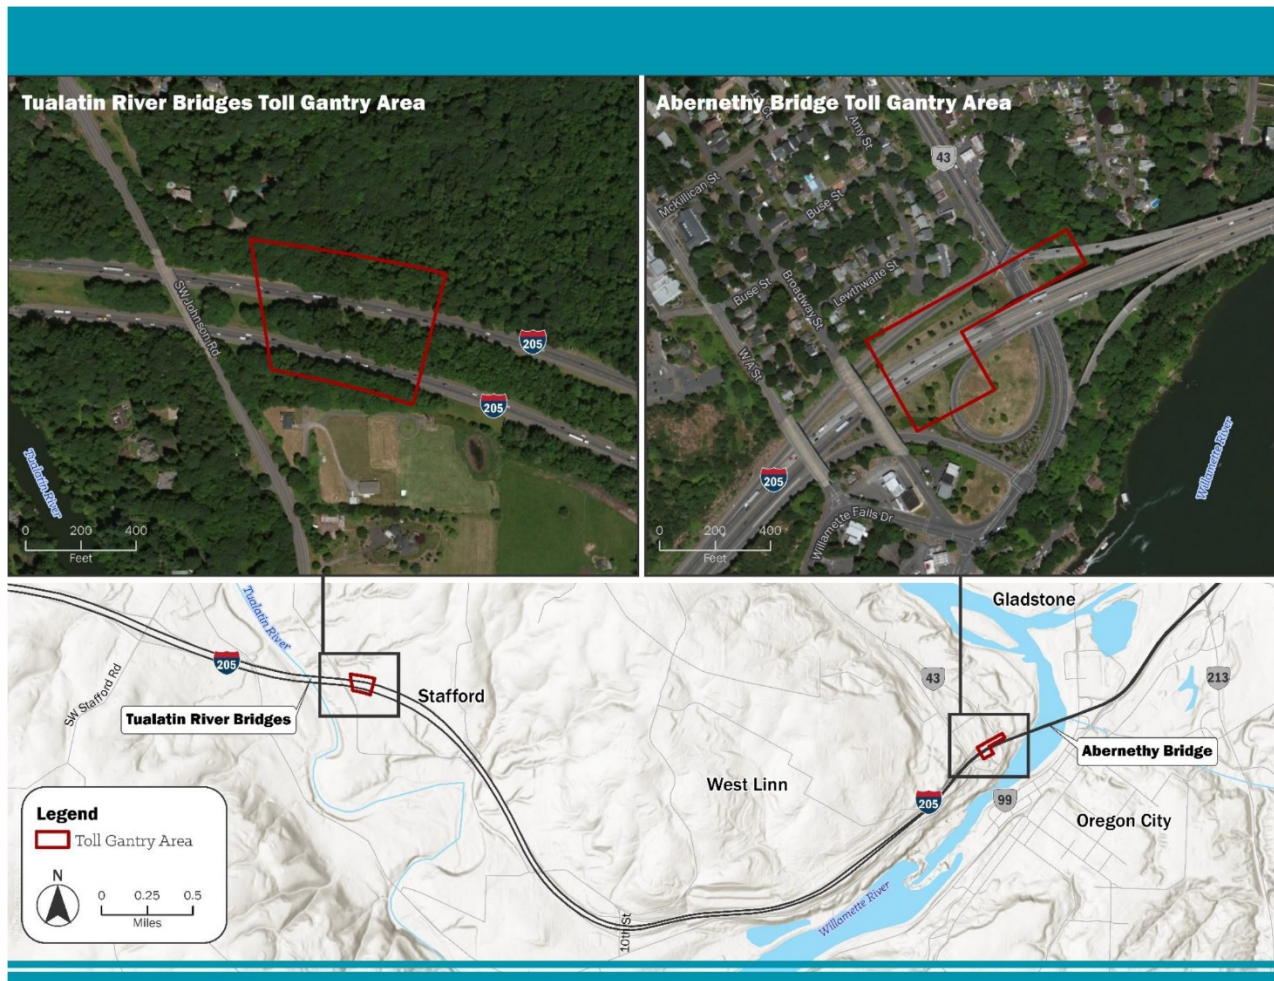 Tualatin River Bridges Toll Gantry Area
SW Johnson Rd
205
205
Tualatin River
0 200 400
Feet
Abernethy Bridge Toll Gantry Area
Amy St
43
McKillican St
Buse St
Buse St
Broadway St
Lewthwaite St
W A St
205
Willamette Falls Dr
Willamette River
0 200 400
Feet
Tualatin River
Gladstone
205
SW Stafford Rd
Tualatin River Bridges
Stafford
43
213
Abernethy Bridge
West Linn
205
99
Oregon City
10th St
Willamette River
Legend
Toll Gantry Area
N
0 0.25 0.5
Miles